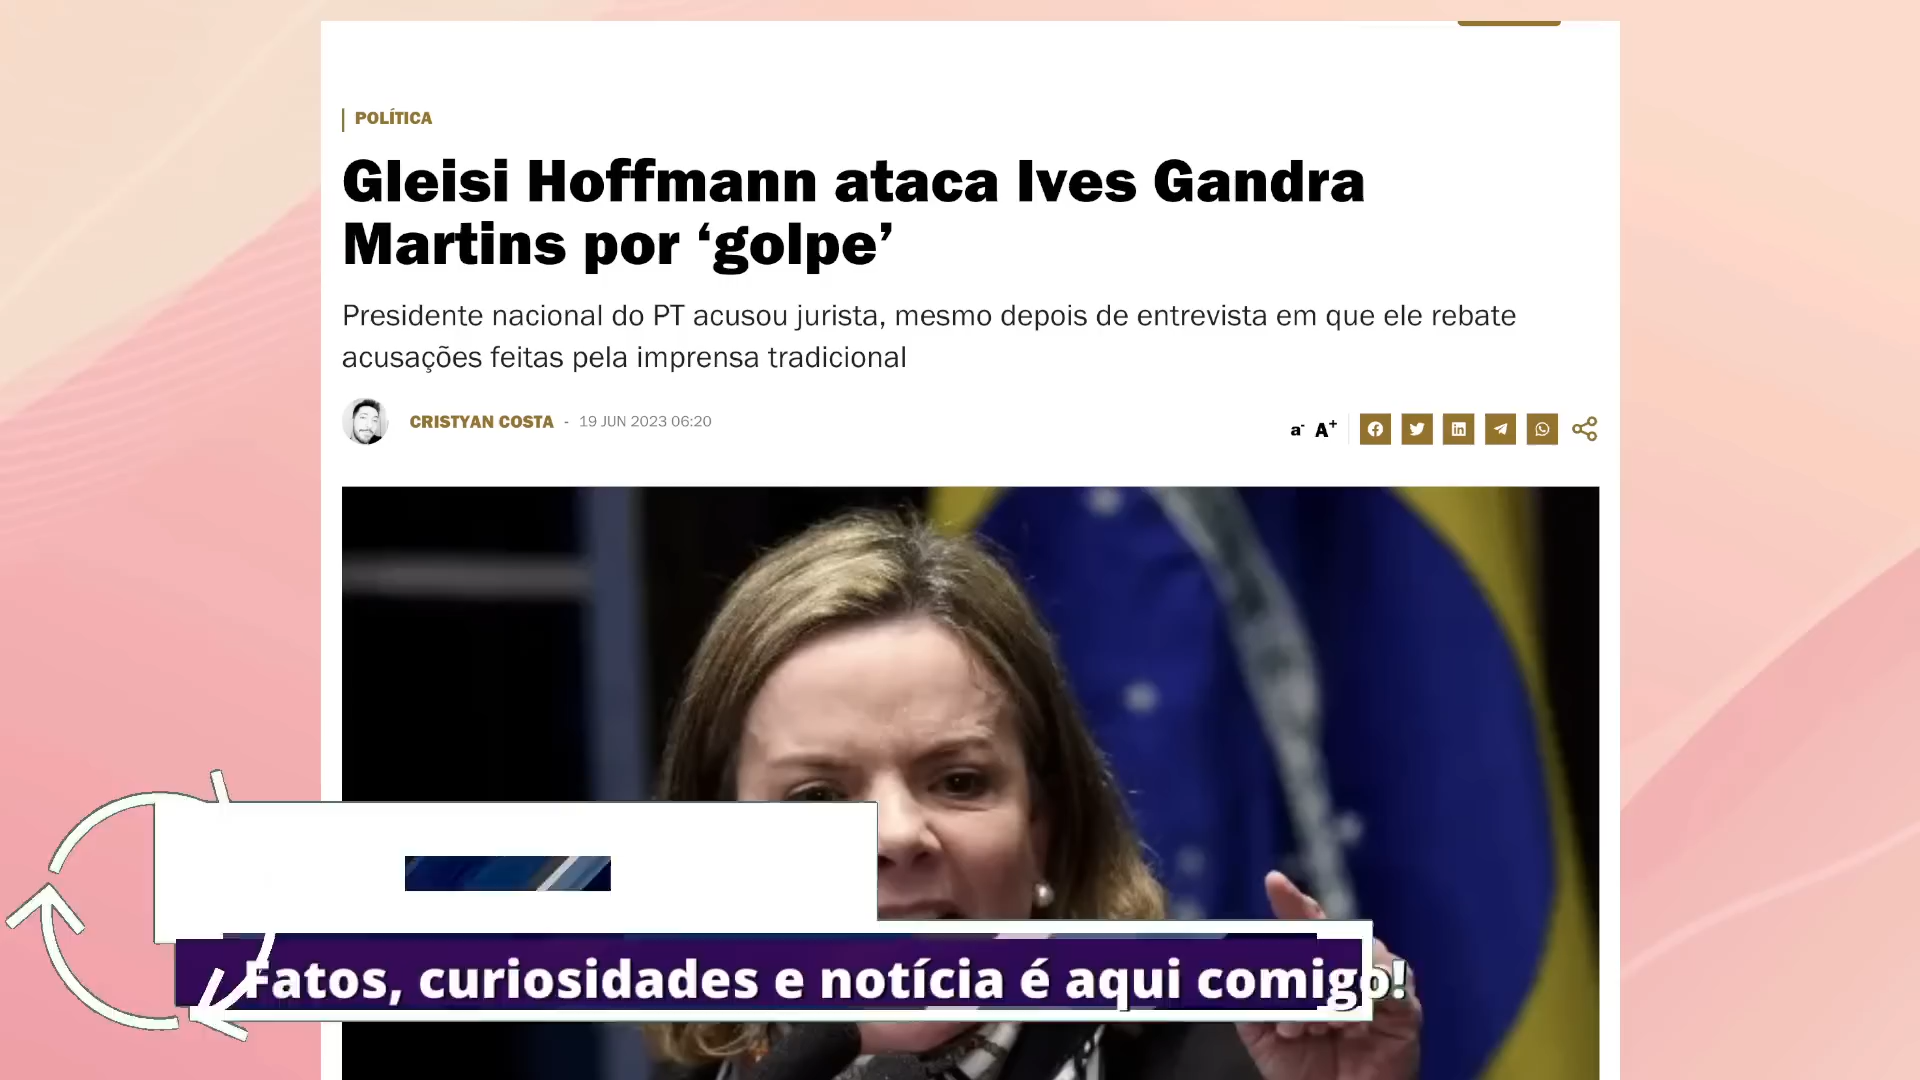 POLÍTICA
Gleisi Hoffmann ataca Ives Gandra
Martins por ‘golpe’
Presidente nacional do PT acusou jurista, mesmo depois de entrevista em que ele rebate
acusações feitas pela imprensa tradicional
CRISTYAN COSTA - 19 JUN 2023 06:20
a- A+
Fatos, curiosidades e notícia é aqui comigo!